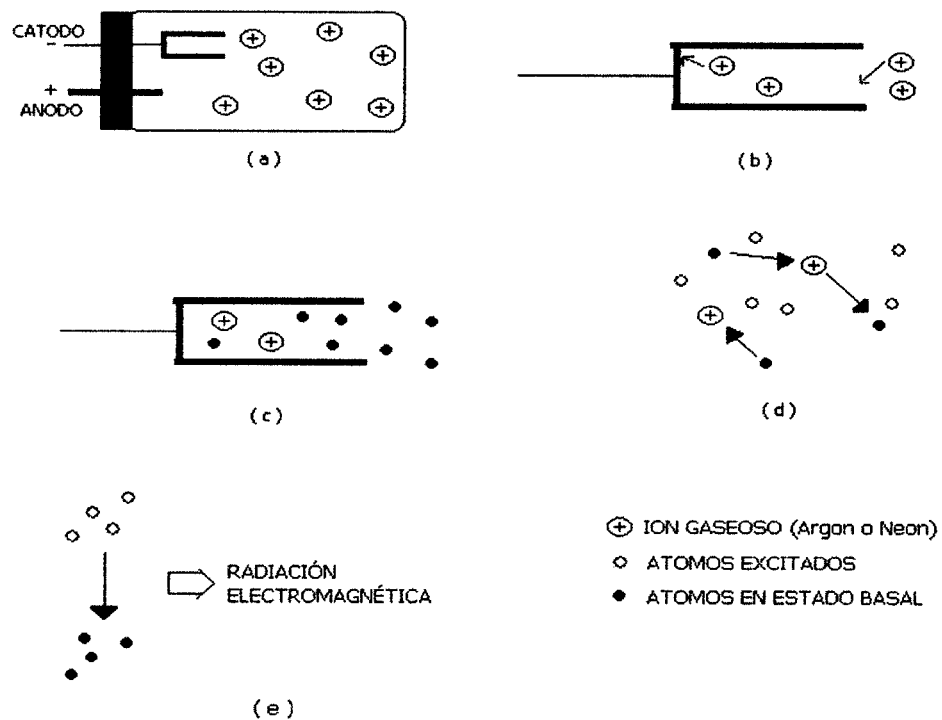 CATODO
−
+
ANODO
(a)
(b)
(c)
(d)
RADIACIÓN
ELECTROMAGNÉTICA
(e)
ION GASEOSO (Argon o Neon)
ATOMOS EXCITADOS
ATOMOS EN ESTADO BASAL